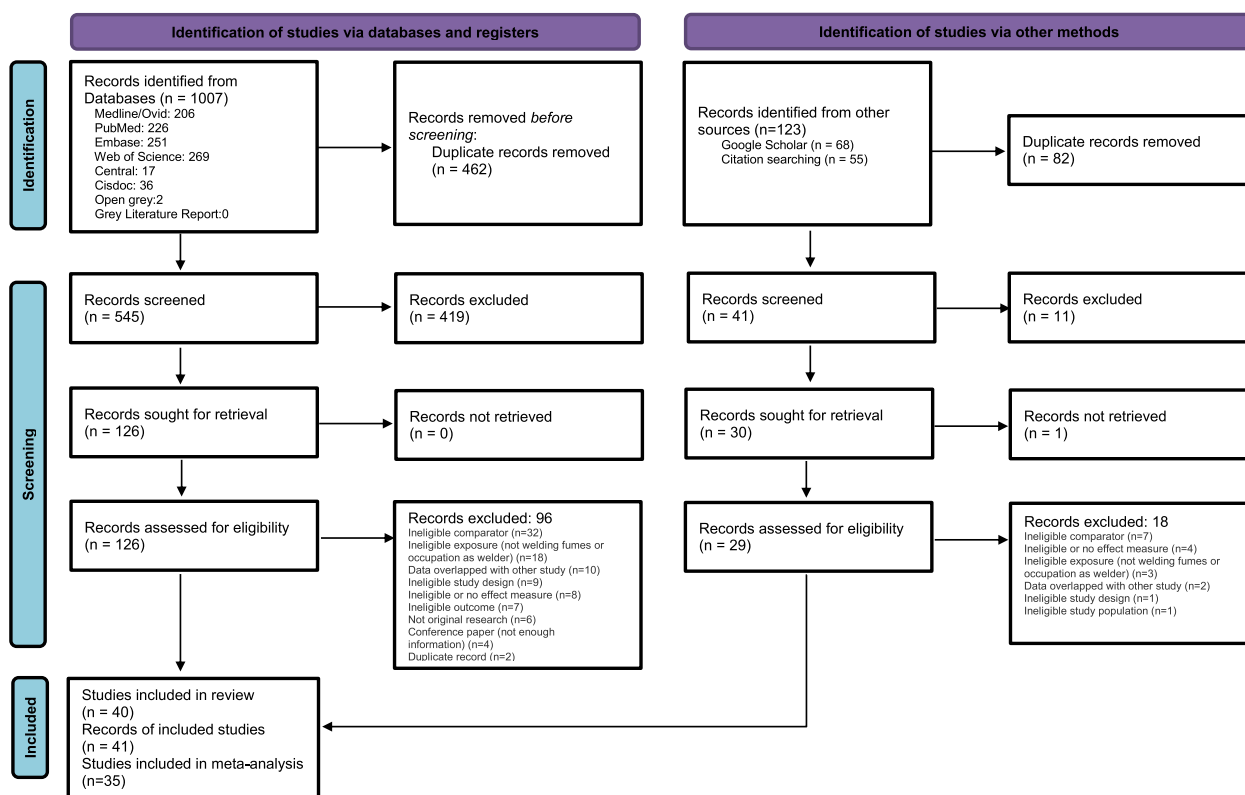 Identification of studies via databases and registers
Identification of studies via other methods
Identification
Records identified from
Databases (n = 1007)
Medline/Ovid: 206
PubMed: 226
Embase: 251
Web of Science: 269
Central: 17
Cisdoc: 36
Open grey:2
Grey Literature Report:0
Records removed before
screening:
Duplicate records removed
(n = 462)
Records identified from other
sources (n=123)
Google Scholar (n = 68)
Citation searching (n = 55)
Duplicate records removed
(n = 82)
Screening
Records screened
(n = 545)
Records excluded
(n = 419)
Records screened
(n = 41)
Records excluded
(n = 11)
Records sought for retrieval
(n = 126)
Records not retrieved
(n = 0)
Records sought for retrieval
(n = 30)
Records not retrieved
(n = 1)
Records assessed for eligibility
(n = 126)
Records excluded: 96
Ineligible comparator (n=32)
Ineligible exposure (not welding fumes or
occupation as welder) (n=18)
Data overlapped with other study (n=10)
Ineligible study design (n=9)
Ineligible or no effect measure (n=8)
Ineligible outcome (n=7)
Not original research (n=6)
Conference paper (not enough
information) (n=4)
Duplicate record (n=2)
Records assessed for eligibility
(n = 29)
Records excluded: 18
Ineligible comparator (n=7)
Ineligible or no effect measure (n=4)
Ineligible exposure (not welding fumes or
occupation as welder) (n=3)
Data overlapped with other study (n=2)
Ineligible study design (n=1)
Ineligible study population (n=1)
Included
Studies included in review
(n = 40)
Records of included studies
(n = 41)
Studies included in meta-analysis
(n=35)